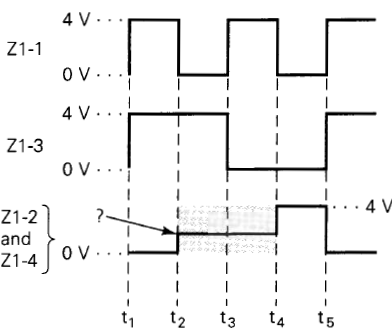 4 V
Z1-1
0 V
4 V
Z1-3
0 V
Z1-2
and
Z1-4
?
4 V
0 V
t1 t2 t3 t4 t5